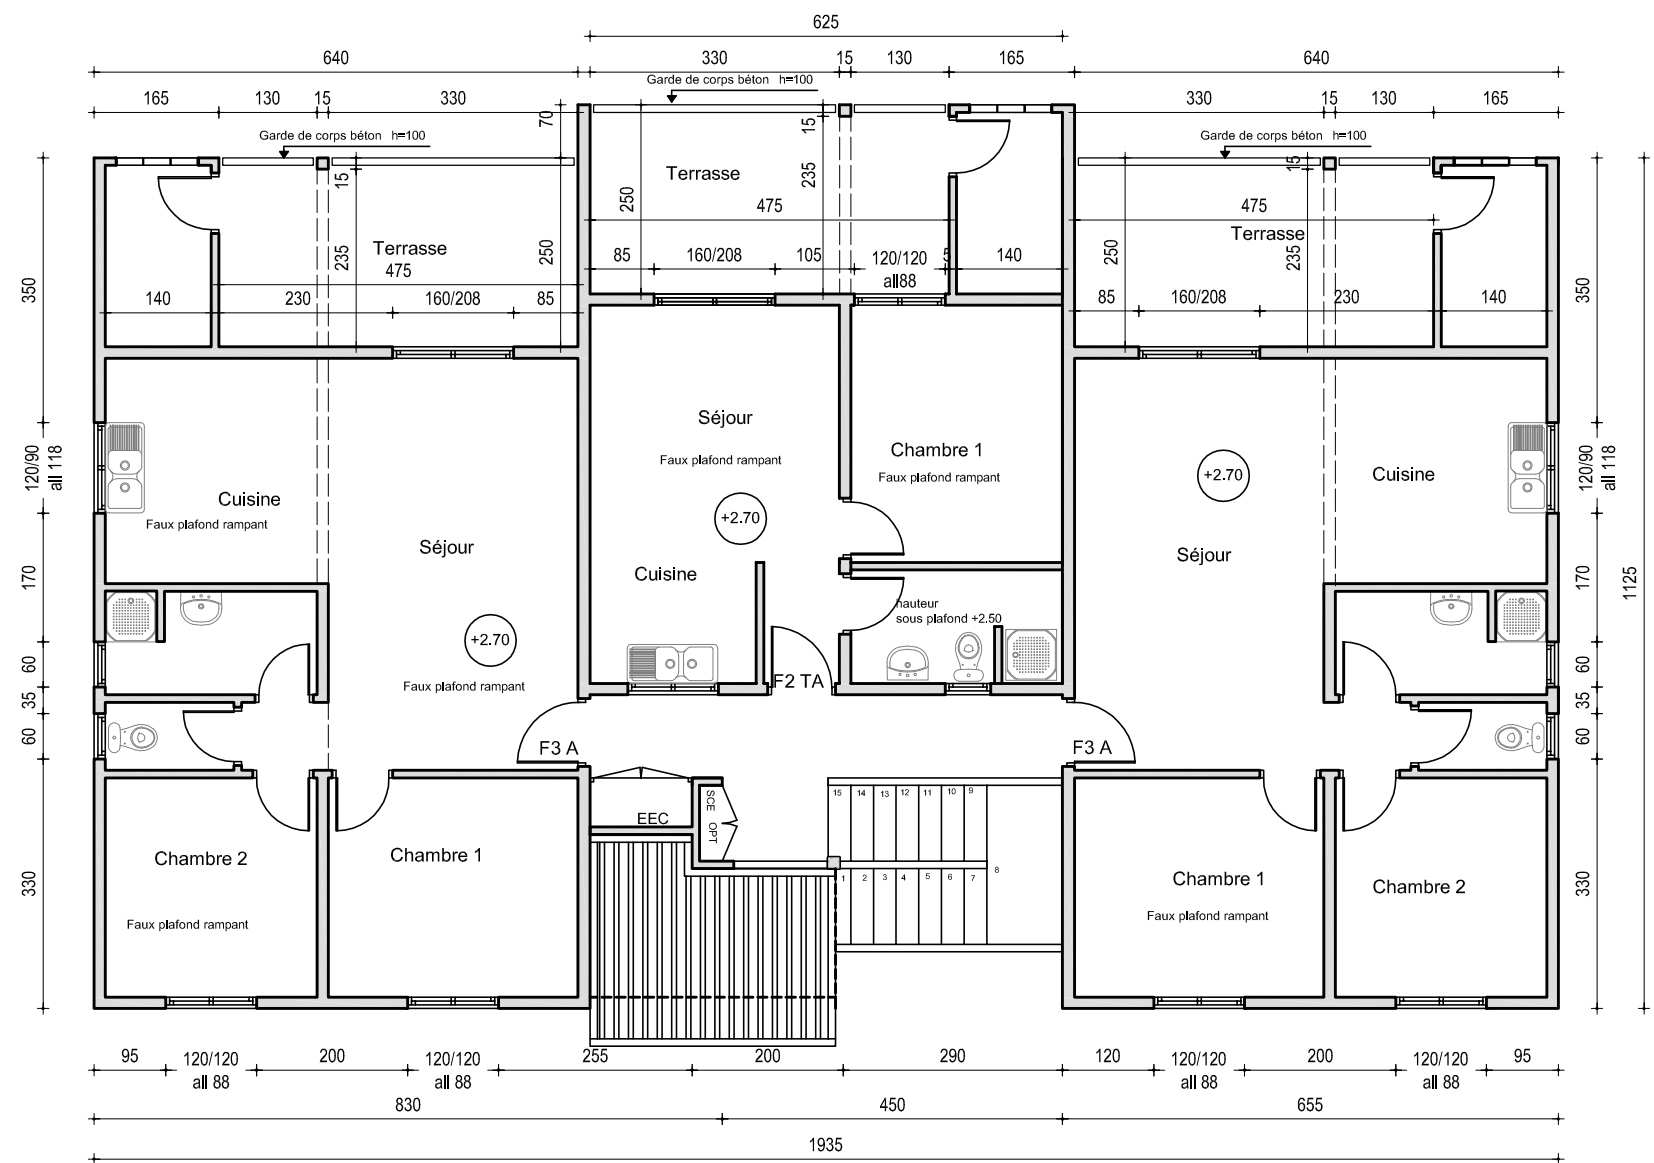 625
640
330
15
130
165
640
Garde de corps béton h=100
165
130
15
330
70
330
15
130
165
Garde de corps béton h=100
Garde de corps béton h=100
15
15
15
Terrasse
250
235
475
475
Terrasse
Terrasse
235
475
250
250
235
85
160/208
105
120/120
all88
5
140
350
350
140
230
160/208
85
85
160/208
230
140
Séjour
Faux plafond rampant
Chambre 1
Faux plafond rampant
120/90
all 118
Cuisine
Faux plafond rampant
+2.70
+2.70
Cuisine
120/90
all 118
Séjour
Séjour
Cuisine
170
170
1125
hauteur
sous plafond +2.50
+2.70
60
60
Faux plafond rampant
F2 TA
35
35
60
60
F3 A
F3 A
EEC
SCE OPT
15
14
13
12
11
10
9
8
1
2
3
4
5
6
7
Chambre 2
Chambre 1
Chambre 1
Chambre 2
330
330
Faux plafond rampant
Faux plafond rampant
95
120/120
all 88
200
120/120
all 88
255
200
290
120
120/120
all 88
200
120/120
all 88
95
830
450
655
1935